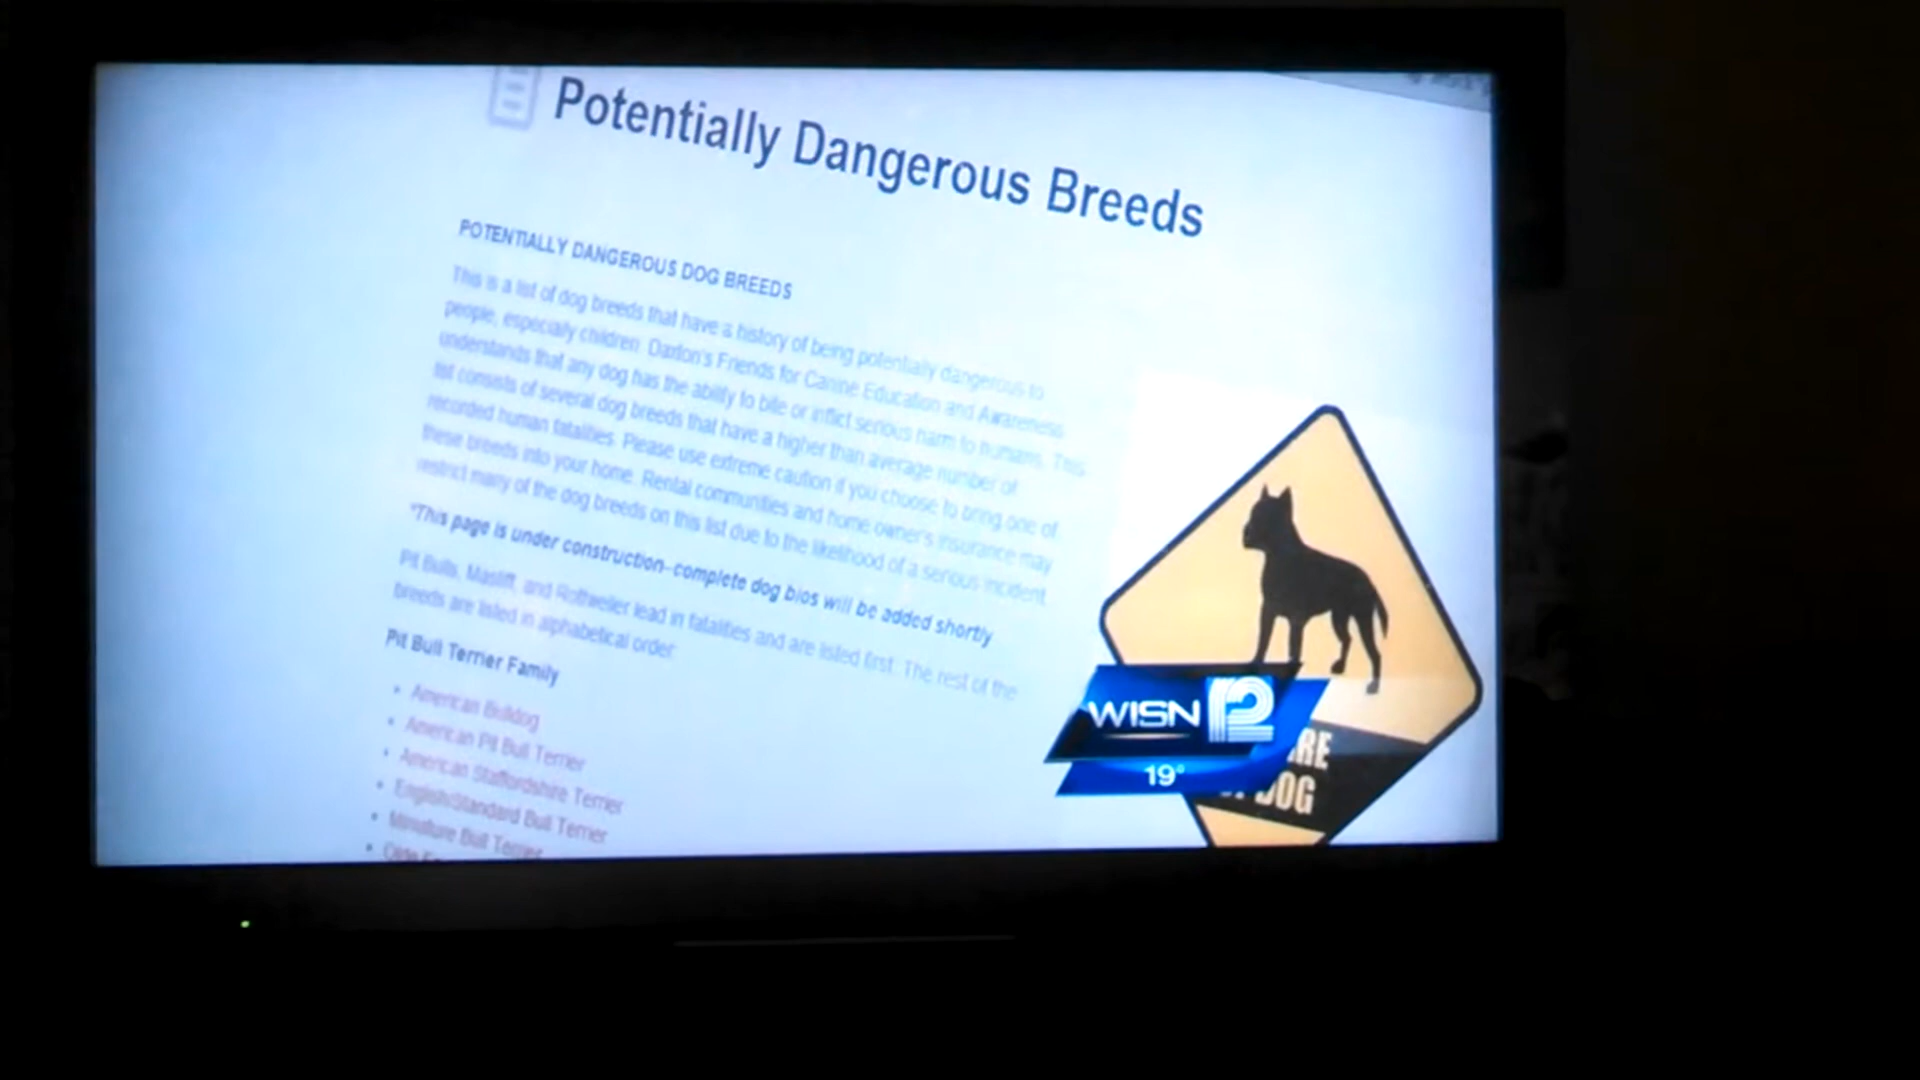 Potentially Dangerous Breeds
POTENTIALLY DANGEROUS DOG BREEDS
This is a list of dog breeds that have a history of being potentially dangerous to
people, especially children. Daxton's Friends for Canine Education and Awareness
understands that any dog has the ability to bite or inflict serious harm to humans. This
list consists of several dog breeds that have a higher than average number of
recorded human fatalities. Please use extreme caution if you choose to bring one of
these breeds into your home. Rental communities and home owner's insurance may
restrict many of the dog breeds on this list due to the likelihood of a serious incident.
*This page is under construction--complete dog bios will be added shortly
Pit Bulls, Mastiff, and Rottweiler lead in fatalities and are listed first. The rest of the
breeds are listed in alphabetical order:
Pit Bull Terrier Family
• American Bulldog
• American Pit Bull Terrier
• American Staffordshire Terrier
• English/Standard Bull Terrier
• Miniature Bull Terrier
• Olde
WISN 12
19°
RE
DOG